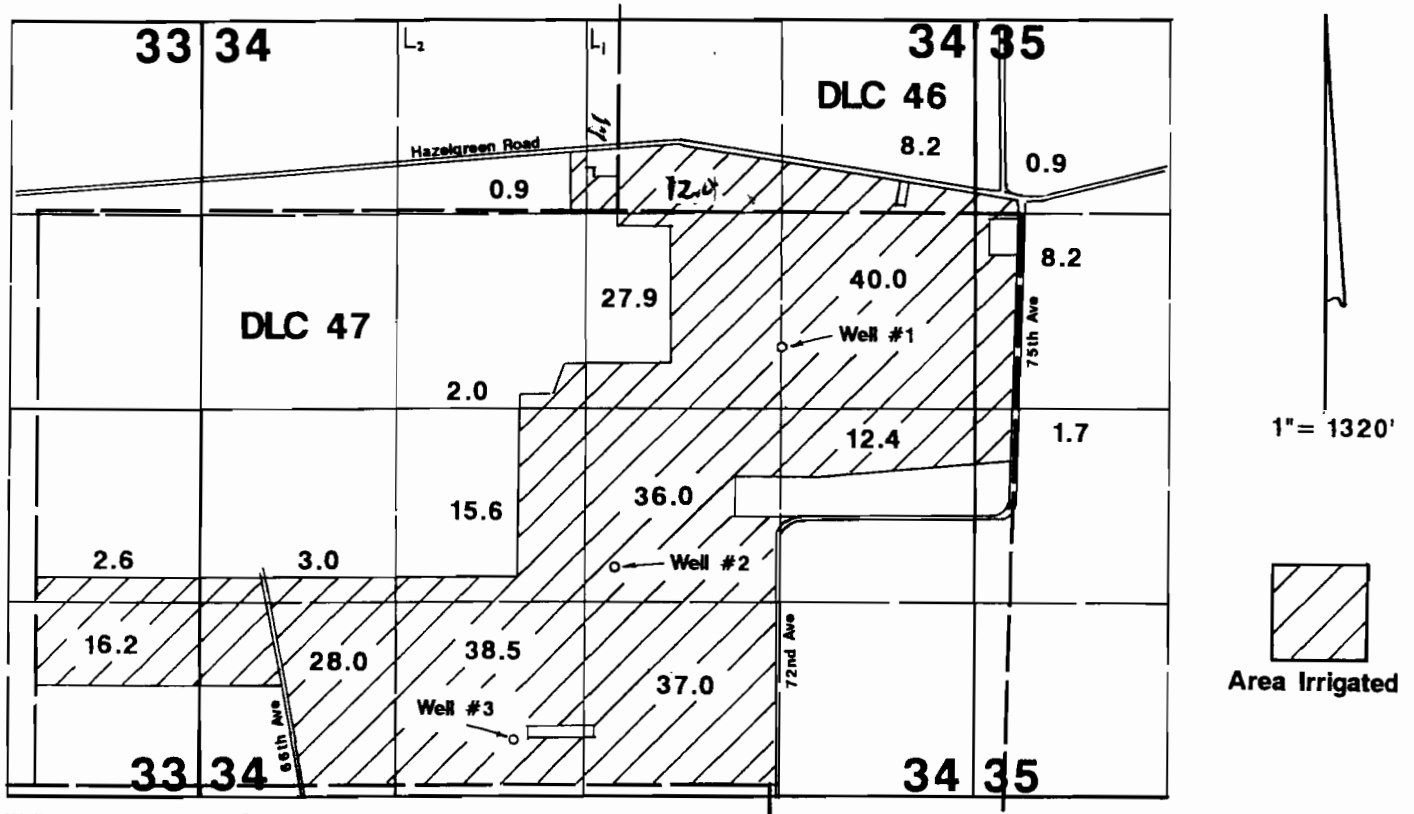 33 34
L₂
L₁
34 35
DLC 46
Hazelgreen Road
8.2
0.9
0.9
12.0
8.2
40.0
27.9
DLC 47
Well #1
75th Ave
2.0
12.4
1.7
1"= 1320'
36.0
15.6
2.6
3.0
Well #2
16.2
28.0
38.5
37.0
72nd Ave
Area Irrigated
Well #3
66th Ave
33 34
34 35